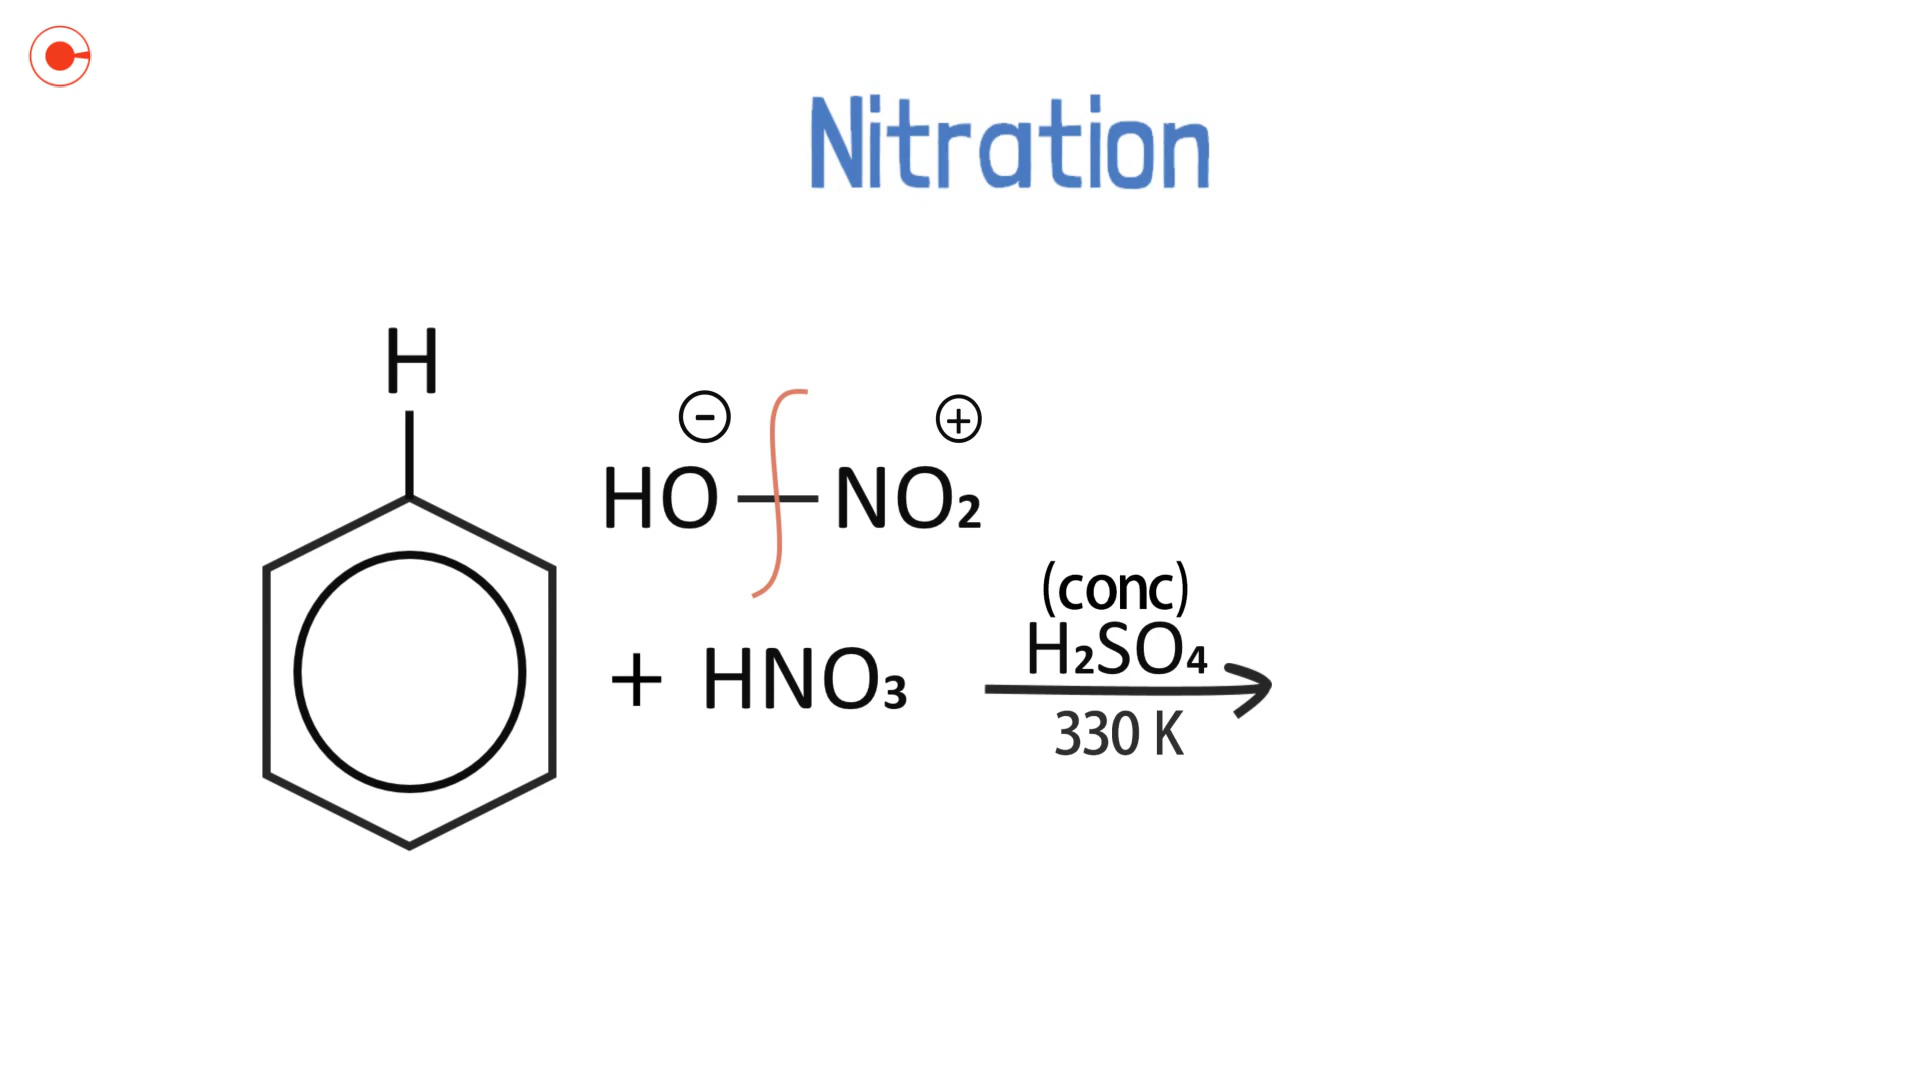 Nitration
H
⊖ ⊕
HO — NO₂
(conc)
+ HNO₃ H₂SO₄
330 K